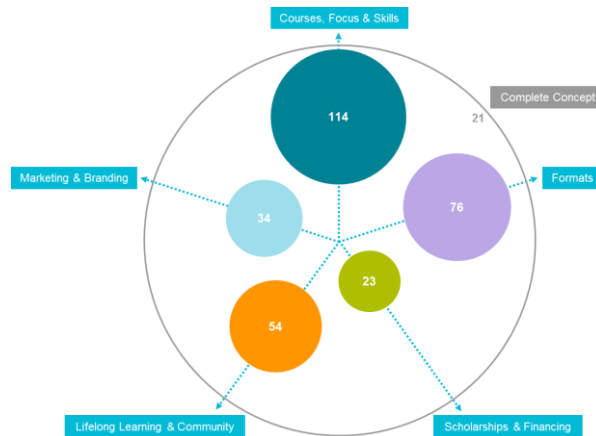 Courses, Focus & Skills
Complete Concept
114
21
Marketing & Branding
Formats
34
76
23
54
Lifelong Learning & Community
Scholarships & Financing